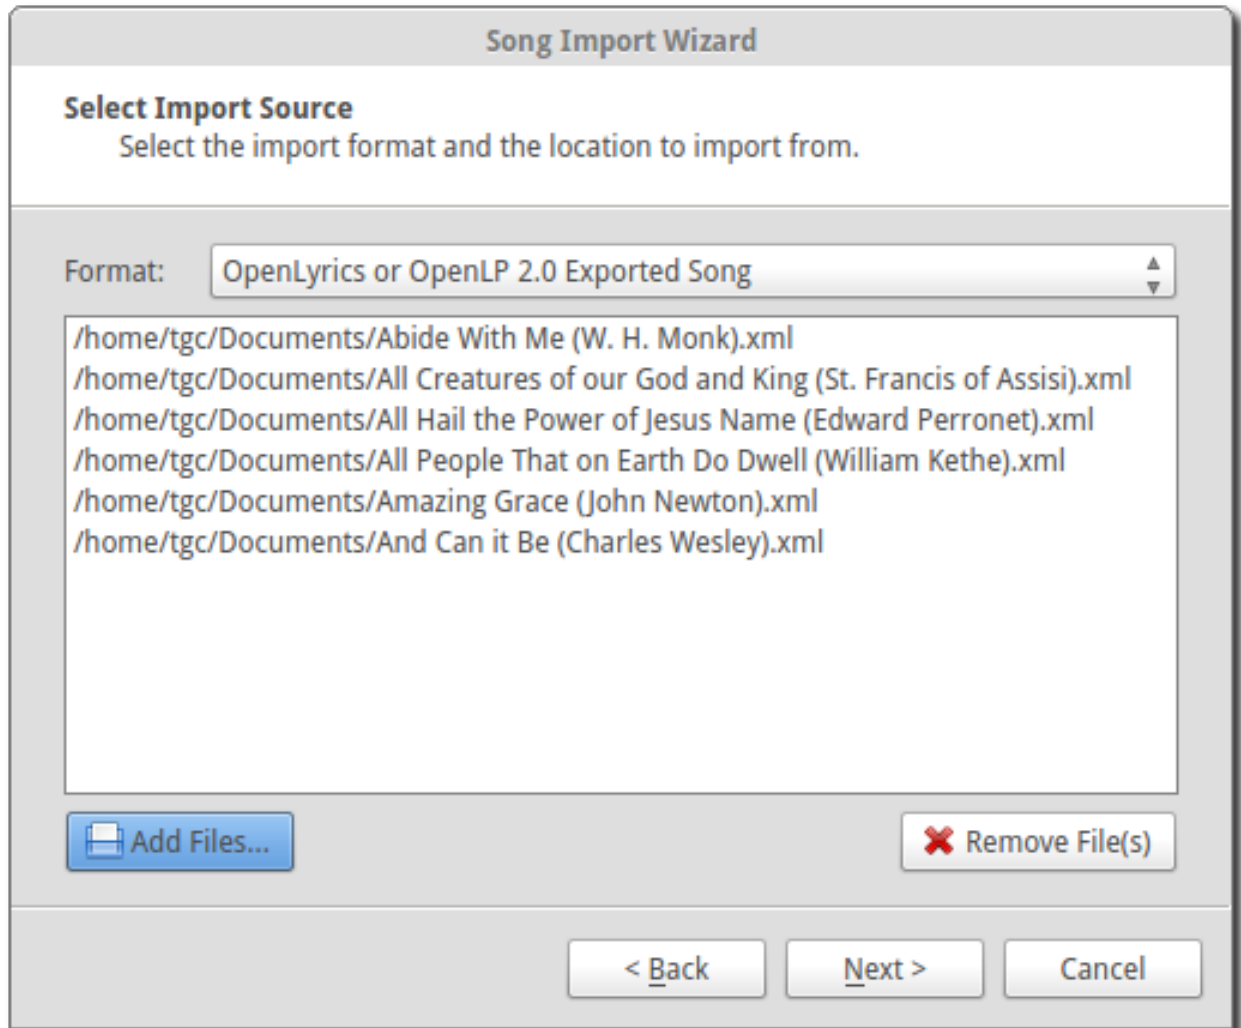 Song Import Wizard
Select Import Source
Select the import format and the location to import from.
Format: OpenLyrics or OpenLP 2.0 Exported Song
/home/tgc/Documents/Abide With Me (W. H. Monk).xml
/home/tgc/Documents/All Creatures of our God and King (St. Francis of Assisi).xml
/home/tgc/Documents/All Hail the Power of Jesus Name (Edward Perronet).xml
/home/tgc/Documents/All People That on Earth Do Dwell (William Kethe).xml
/home/tgc/Documents/Amazing Grace (John Newton).xml
/home/tgc/Documents/And Can it Be (Charles Wesley).xml
Add Files... Remove File(s)
< Back Next > Cancel